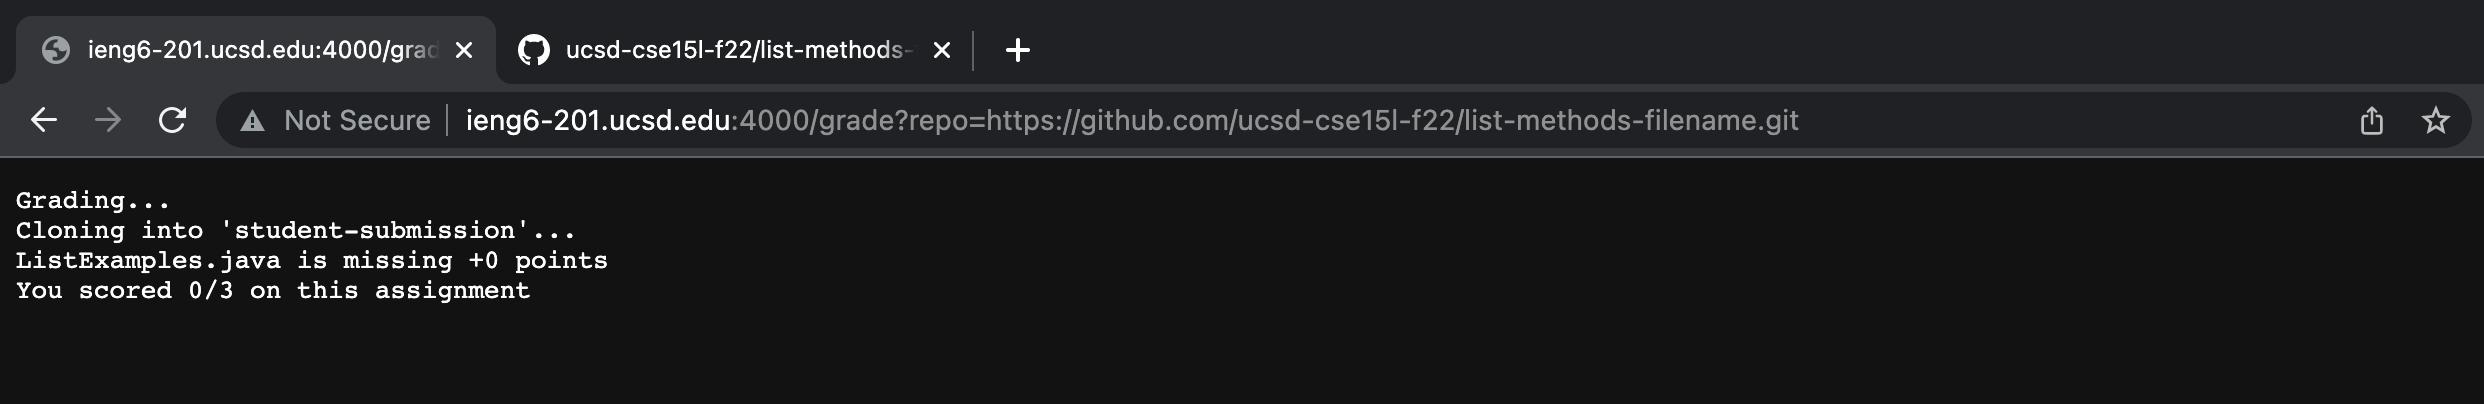 ieng6-201.ucsd.edu:4000/grad
ucsd-cse15l-f22/list-methods-
Not Secure
ieng6-201.ucsd.edu:4000/grade?repo=https://github.com/ucsd-cse15l-f22/list-methods-filename.git
Grading...
Cloning into 'student-submission'...
ListExamples.java is missing +0 points
You scored 0/3 on this assignment